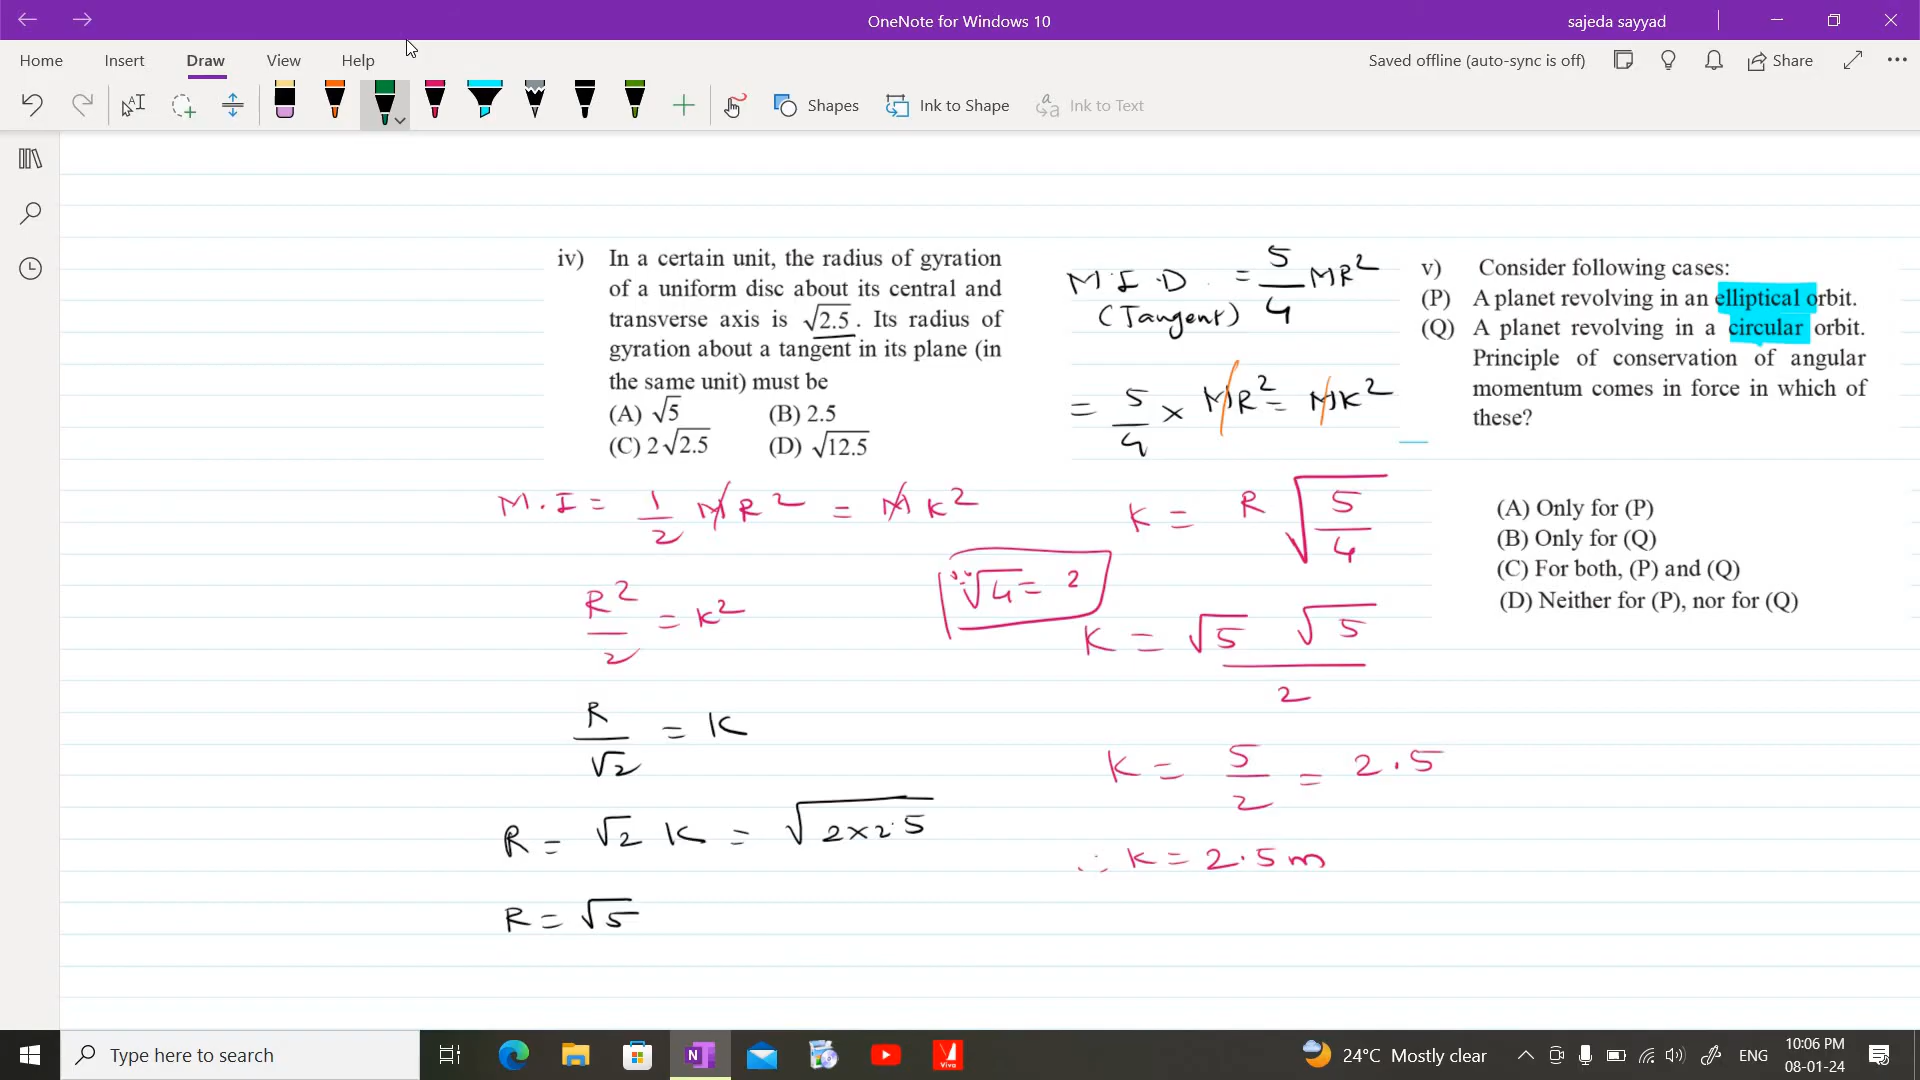 OneNote for Windows 10
sajeda sayyad
Home Insert Draw View Help
Saved offline (auto-sync is off) Share
Shapes Ink to Shape Ink to Text
iv) In a certain unit, the radius of gyration
of a uniform disc about its central and
transverse axis is √2.5. Its radius of
gyration about a tangent in its plane (in
the same unit) must be
(A) √5 (B) 2.5
(C) 2√2.5 (D) √12.5
M.I = 1/2 MR² = MK²
R²/2 = K²
R/√2 = K
R = √2 K = √2×2.5
R = √5
M.I.D = 5/4 MR²
(Tangent)
= 5/4 × MR² = MK²
K = R √5/4
√4 = 2
K = √5 √5/2
K = 5/2 = 2.5
∴ K = 2.5m
v) Consider following cases:
(P) A planet revolving in an elliptical orbit.
(Q) A planet revolving in a circular orbit.
Principle of conservation of angular
momentum comes in force in which of
these?
(A) Only for (P)
(B) Only for (Q)
(C) For both, (P) and (Q)
(D) Neither for (P), nor for (Q)
Type here to search
24°C Mostly clear
ENG
10:06 PM
08-01-24